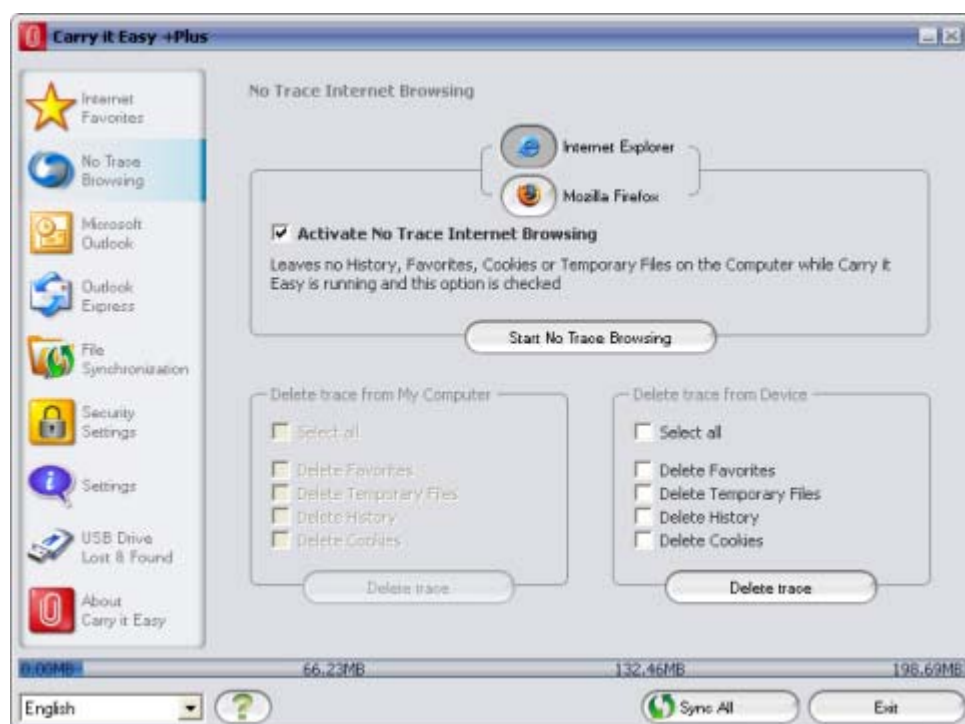 Carry it Easy +Plus
Internet
Favorites
No Trace
Browsing
Microsoft
Outlook
Outlook
Express
File
Synchronization
Security
Settings
Settings
USB Drive
Lost & Found
About
Carry it Easy
No Trace Internet Browsing
Internet Explorer
Mozilla Firefox
Activate No Trace Internet Browsing
Leaves no History, Favorites, Cookies or Temporary Files on the Computer while Carry it
Easy is running and this option is checked
Start No Trace Browsing
Delete trace from My Computer
Select all
Delete Favorites
Delete Temporary Files
Delete History
Delete Cookies
Delete trace
Delete trace from Device
Select all
Delete Favorites
Delete Temporary Files
Delete History
Delete Cookies
Delete trace
0.00MB
66.23MB
132.46MB
198.69MB
English
?
Sync All
Exit